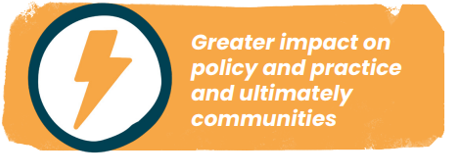 Greater impact on
policy and practice
and ultimately
communities